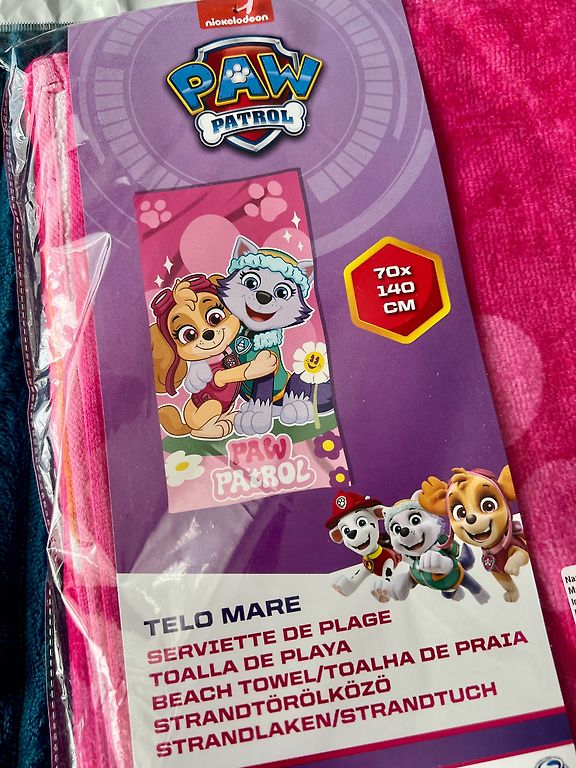 nickelodeon
PAW
PATROL
70x
140
CM
PAW
PATROL
TELO MARE
SERVIETTE DE PLAGE
TOALLA DE PLAYA
BEACH TOWEL/TOALHA DE PRAIA
STRANDTÖRÖLKÖZÖ
STRANDLAKEN/STRANDTUCH